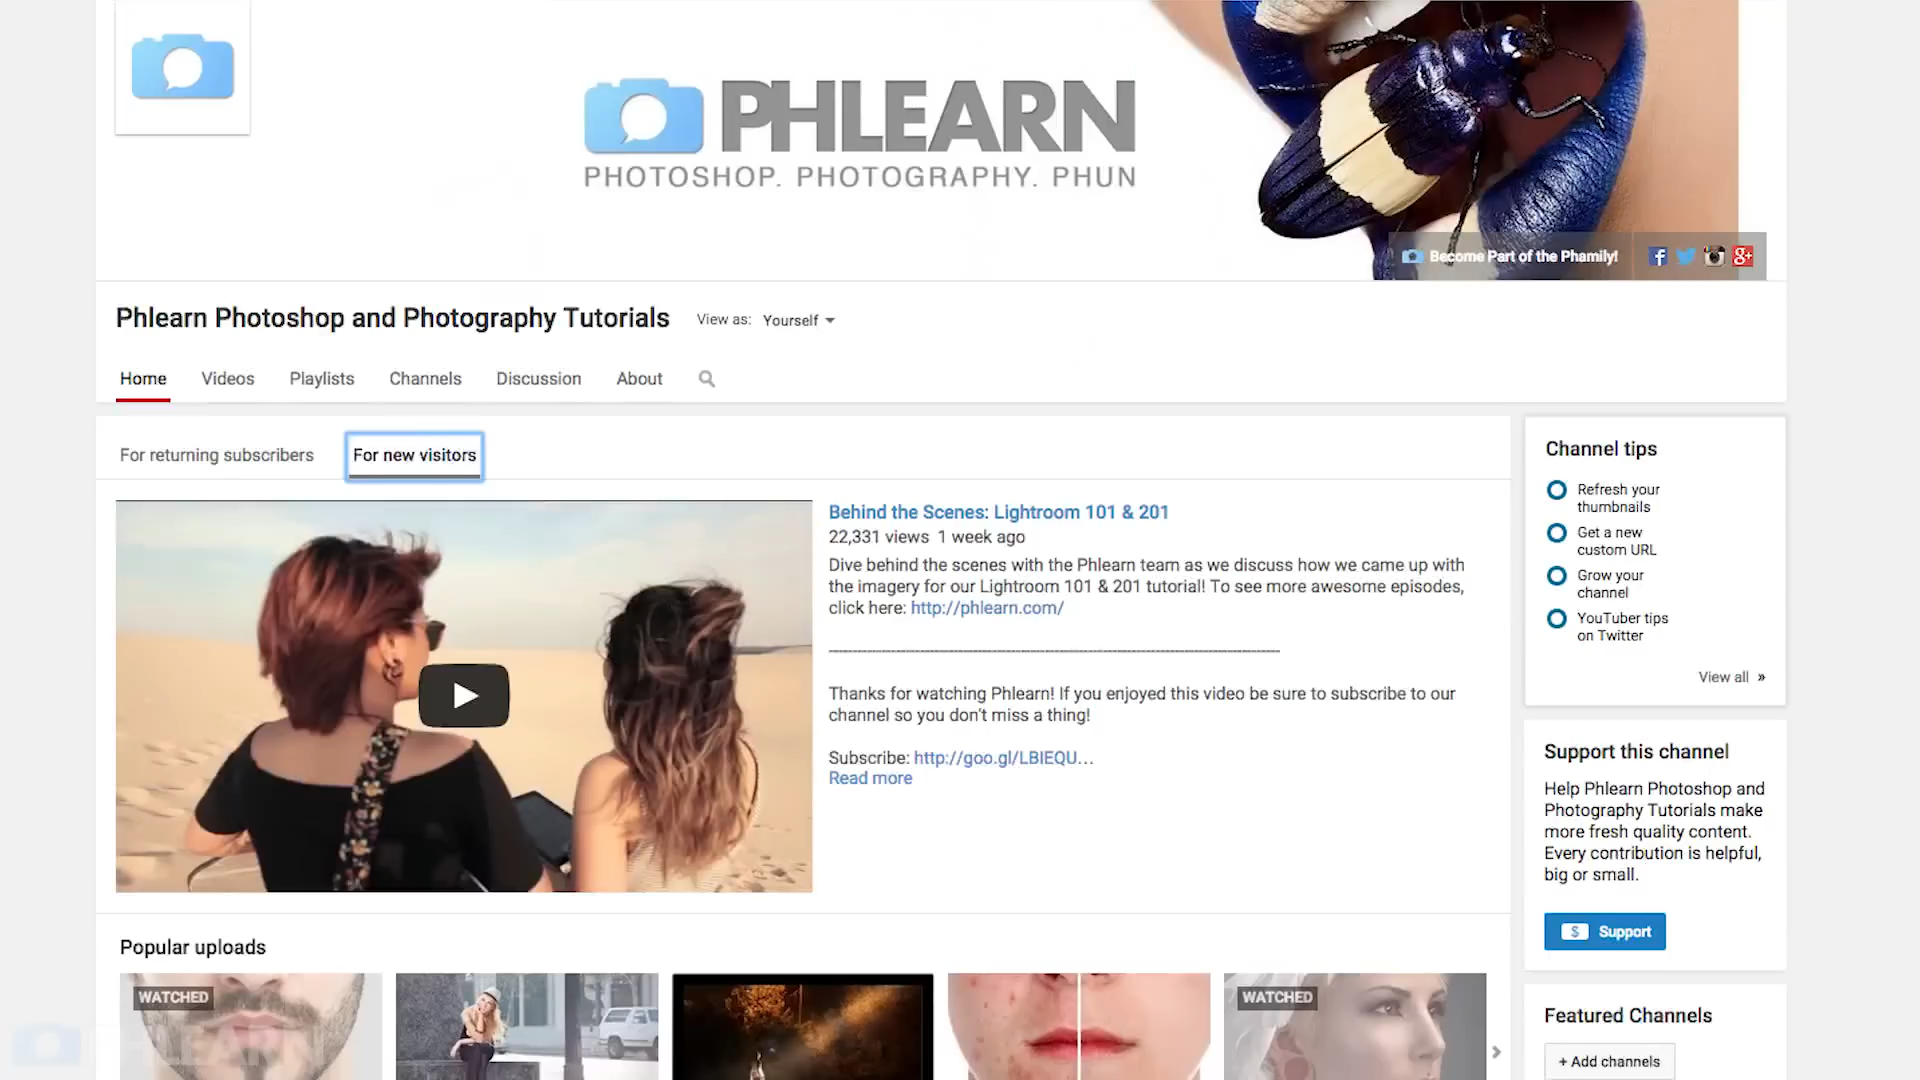 PHLEARN
PHOTOSHOP. PHOTOGRAPHY. PHUN
Become Part of the Phamily!
Phlearn Photoshop and Photography Tutorials
View as: Yourself
Home
Videos
Playlists
Channels
Discussion
About
For returning subscribers
For new visitors
Behind the Scenes: Lightroom 101 & 201
22,331 views 1 week ago
Dive behind the scenes with the Phlearn team as we discuss how we came up with
the imagery for our Lightroom 101 & 201 tutorial! To see more awesome episodes,
click here: http://phlearn.com/
Thanks for watching Phlearn! If you enjoyed this video be sure to subscribe to our
channel so you don't miss a thing!
Subscribe: http://goo.gl/LBIEQU...
Read more
Channel tips
Refresh your
thumbnails
Get a new
custom URL
Grow your
channel
YouTuber tips
on Twitter
View all »
Support this channel
Help Phlearn Photoshop and
Photography Tutorials make
more fresh quality content.
Every contribution is helpful,
big or small.
$ Support
Featured Channels
+ Add channels
Popular uploads
WATCHED
WATCHED
PHLEARN